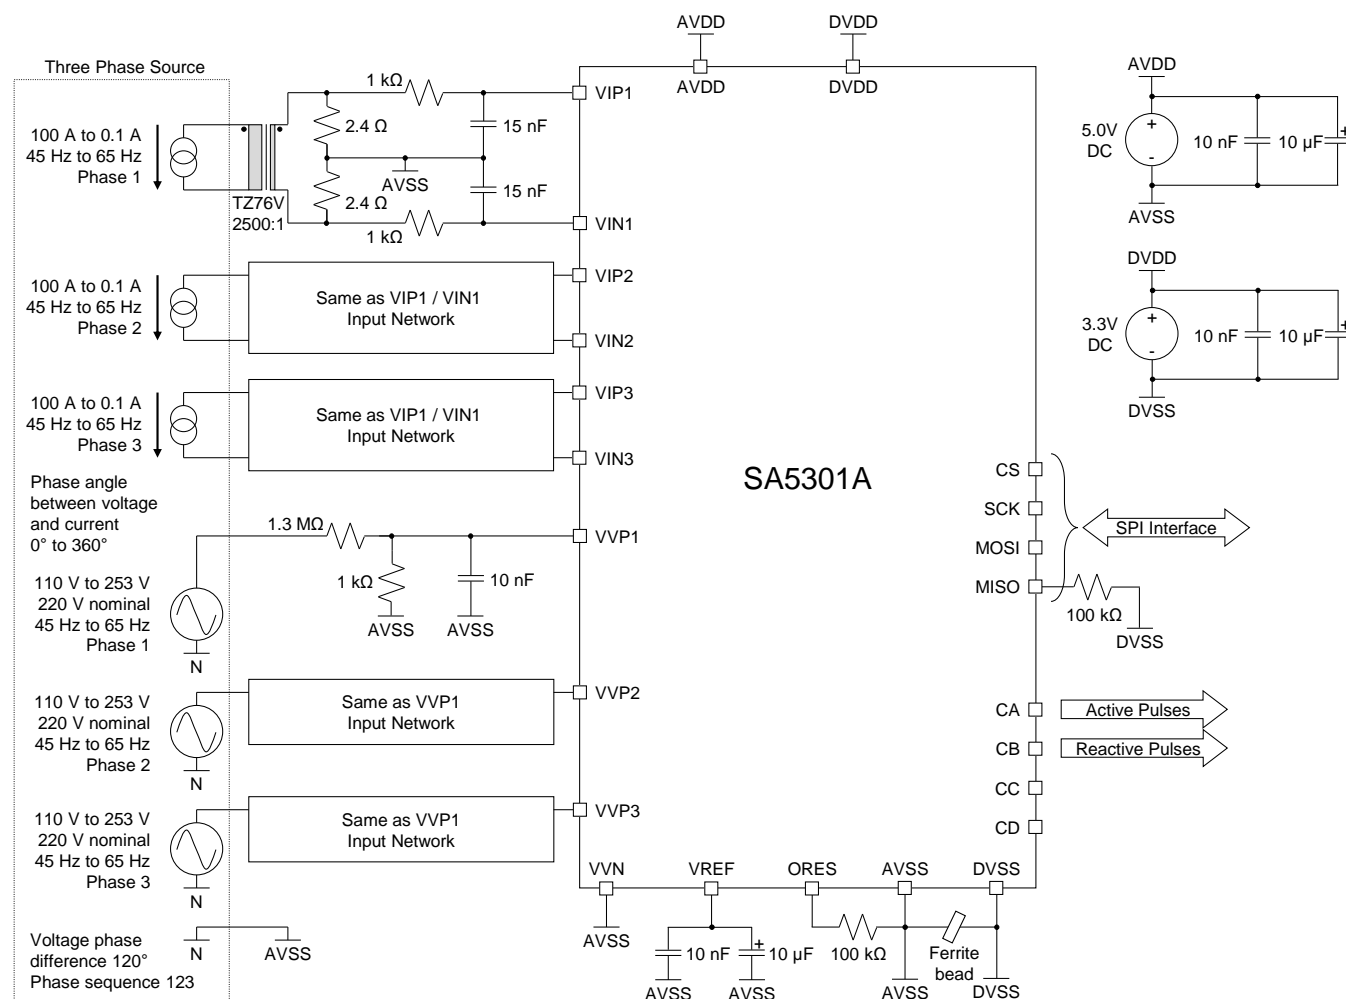 AVDD
DVDD
AVDD
DVDD
Three Phase Source
100 A to 0.1 A
45 Hz to 65 Hz
Phase 1
TZ76V
2500:1
1 kΩ
2.4 Ω
15 nF
AVSS
2.4 Ω
15 nF
1 kΩ
VIP1
VIN1
100 A to 0.1 A
45 Hz to 65 Hz
Phase 2
Same as VIP1 / VIN1
Input Network
VIP2
VIN2
100 A to 0.1 A
45 Hz to 65 Hz
Phase 3
Same as VIP1 / VIN1
Input Network
VIP3
VIN3
Phase angle
between voltage
and current
0° to 360°
110 V to 253 V
220 V nominal
45 Hz to 65 Hz
Phase 1
N
1.3 MΩ
1 kΩ
10 nF
AVSS
AVSS
VVP1
110 V to 253 V
220 V nominal
45 Hz to 65 Hz
Phase 2
N
Same as VVP1
Input Network
VVP2
110 V to 253 V
220 V nominal
45 Hz to 65 Hz
Phase 3
N
Same as VVP1
Input Network
VVP3
Voltage phase
difference 120°
Phase sequence 123
N
AVSS
SA5301A
VVN
VREF
ORES
AVSS
DVSS
AVSS
10 nF
+
10 µF
AVSS
AVSS
100 kΩ
Ferrite
bead
AVSS
DVSS
CS
SCK
MOSI
MISO
SPI Interface
100 kΩ
DVSS
CA
Active Pulses
CB
Reactive Pulses
CC
CD
AVDD
5.0V
DC
+
-
10 nF
10 µF
+
AVSS
DVDD
3.3V
DC
+
-
10 nF
10 µF
+
DVSS